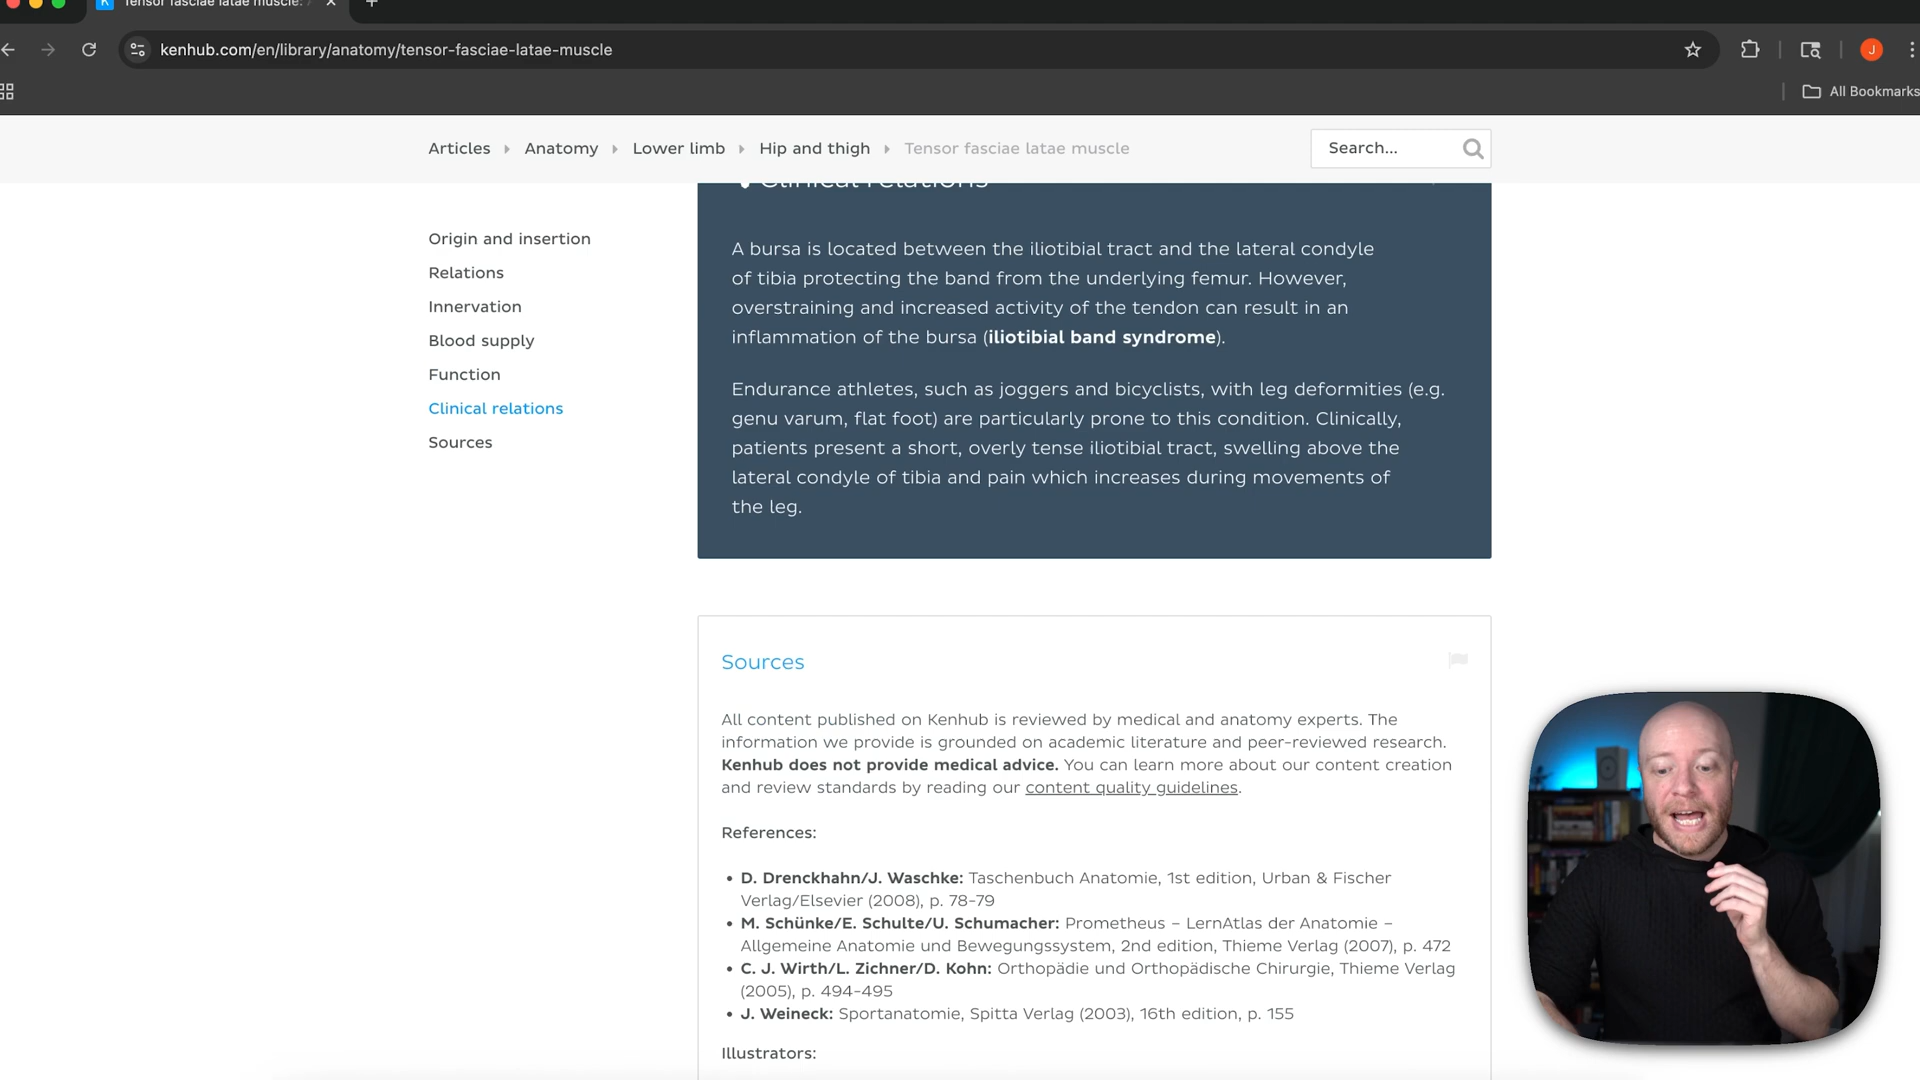 Tensor fasciae latae muscle:
kenhub.com/en/library/anatomy/tensor-fasciae-latae-muscle
J
All Bookmarks
Articles Anatomy Lower limb Hip and thigh Tensor fasciae latae muscle
Search...
Clinical relations
Origin and insertion
Relations
Innervation
Blood supply
Function
Clinical relations
Sources
A bursa is located between the iliotibial tract and the lateral condyle
of tibia protecting the band from the underlying femur. However,
overstraining and increased activity of the tendon can result in an
inflammation of the bursa (iliotibial band syndrome).
Endurance athletes, such as joggers and bicyclists, with leg deformities (e.g.
genu varum, flat foot) are particularly prone to this condition. Clinically,
patients present a short, overly tense iliotibial tract, swelling above the
lateral condyle of tibia and pain which increases during movements of
the leg.
Sources
All content published on Kenhub is reviewed by medical and anatomy experts. The
information we provide is grounded on academic literature and peer-reviewed research.
Kenhub does not provide medical advice. You can learn more about our content creation
and review standards by reading our content quality guidelines.
References:
• D. Drenckhahn/J. Waschke: Taschenbuch Anatomie, 1st edition, Urban & Fischer
Verlag/Elsevier (2008), p. 78-79
• M. Schünke/E. Schulte/U. Schumacher: Prometheus – LernAtlas der Anatomie –
Allgemeine Anatomie und Bewegungssystem, 2nd edition, Thieme Verlag (2007), p. 472
• C. J. Wirth/L. Zichner/D. Kohn: Orthopädie und Orthopädische Chirurgie, Thieme Verlag
(2005), p. 494-495
• J. Weineck: Sportanatomie, Spitta Verlag (2003), 16th edition, p. 155
Illustrators: